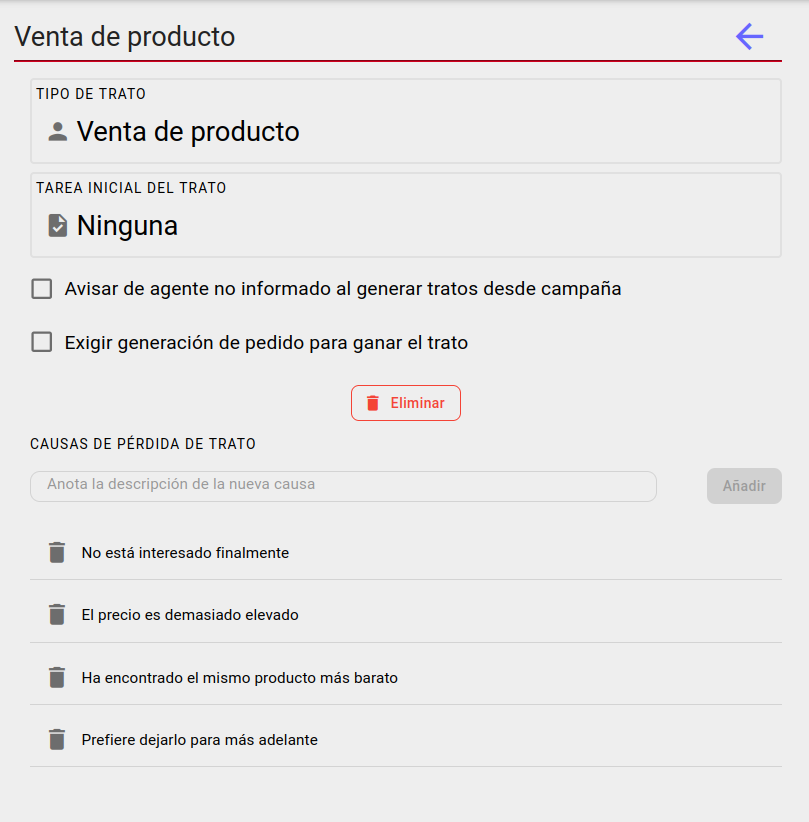 Venta de producto
TIPO DE TRATO
Venta de producto
TAREA INICIAL DEL TRATO
Ninguna
Avisar de agente no informado al generar tratos desde campaña
Exigir generación de pedido para ganar el trato
Eliminar
CAUSAS DE PÉRDIDA DE TRATO
Anota la descripción de la nueva causa
Añadir
No está interesado finalmente
El precio es demasiado elevado
Ha encontrado el mismo producto más barato
Prefiere dejarlo para más adelante